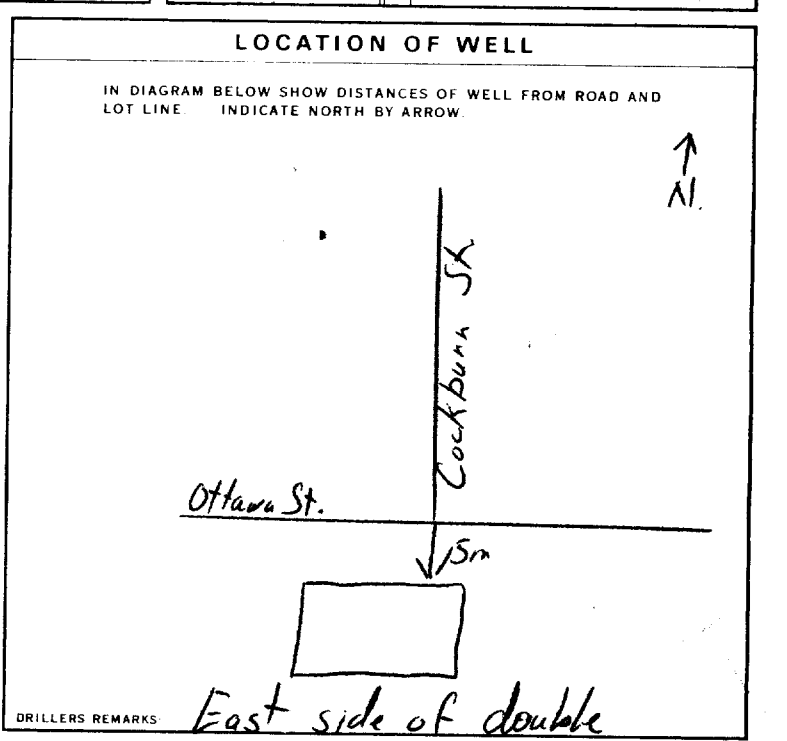 LOCATION OF WELL
IN DIAGRAM BELOW SHOW DISTANCES OF WELL FROM ROAD AND
LOT LINE. INDICATE NORTH BY ARROW.
N.
Cockburn St.
Ottawa St.
15m
DRILLERS REMARKS: East side of double